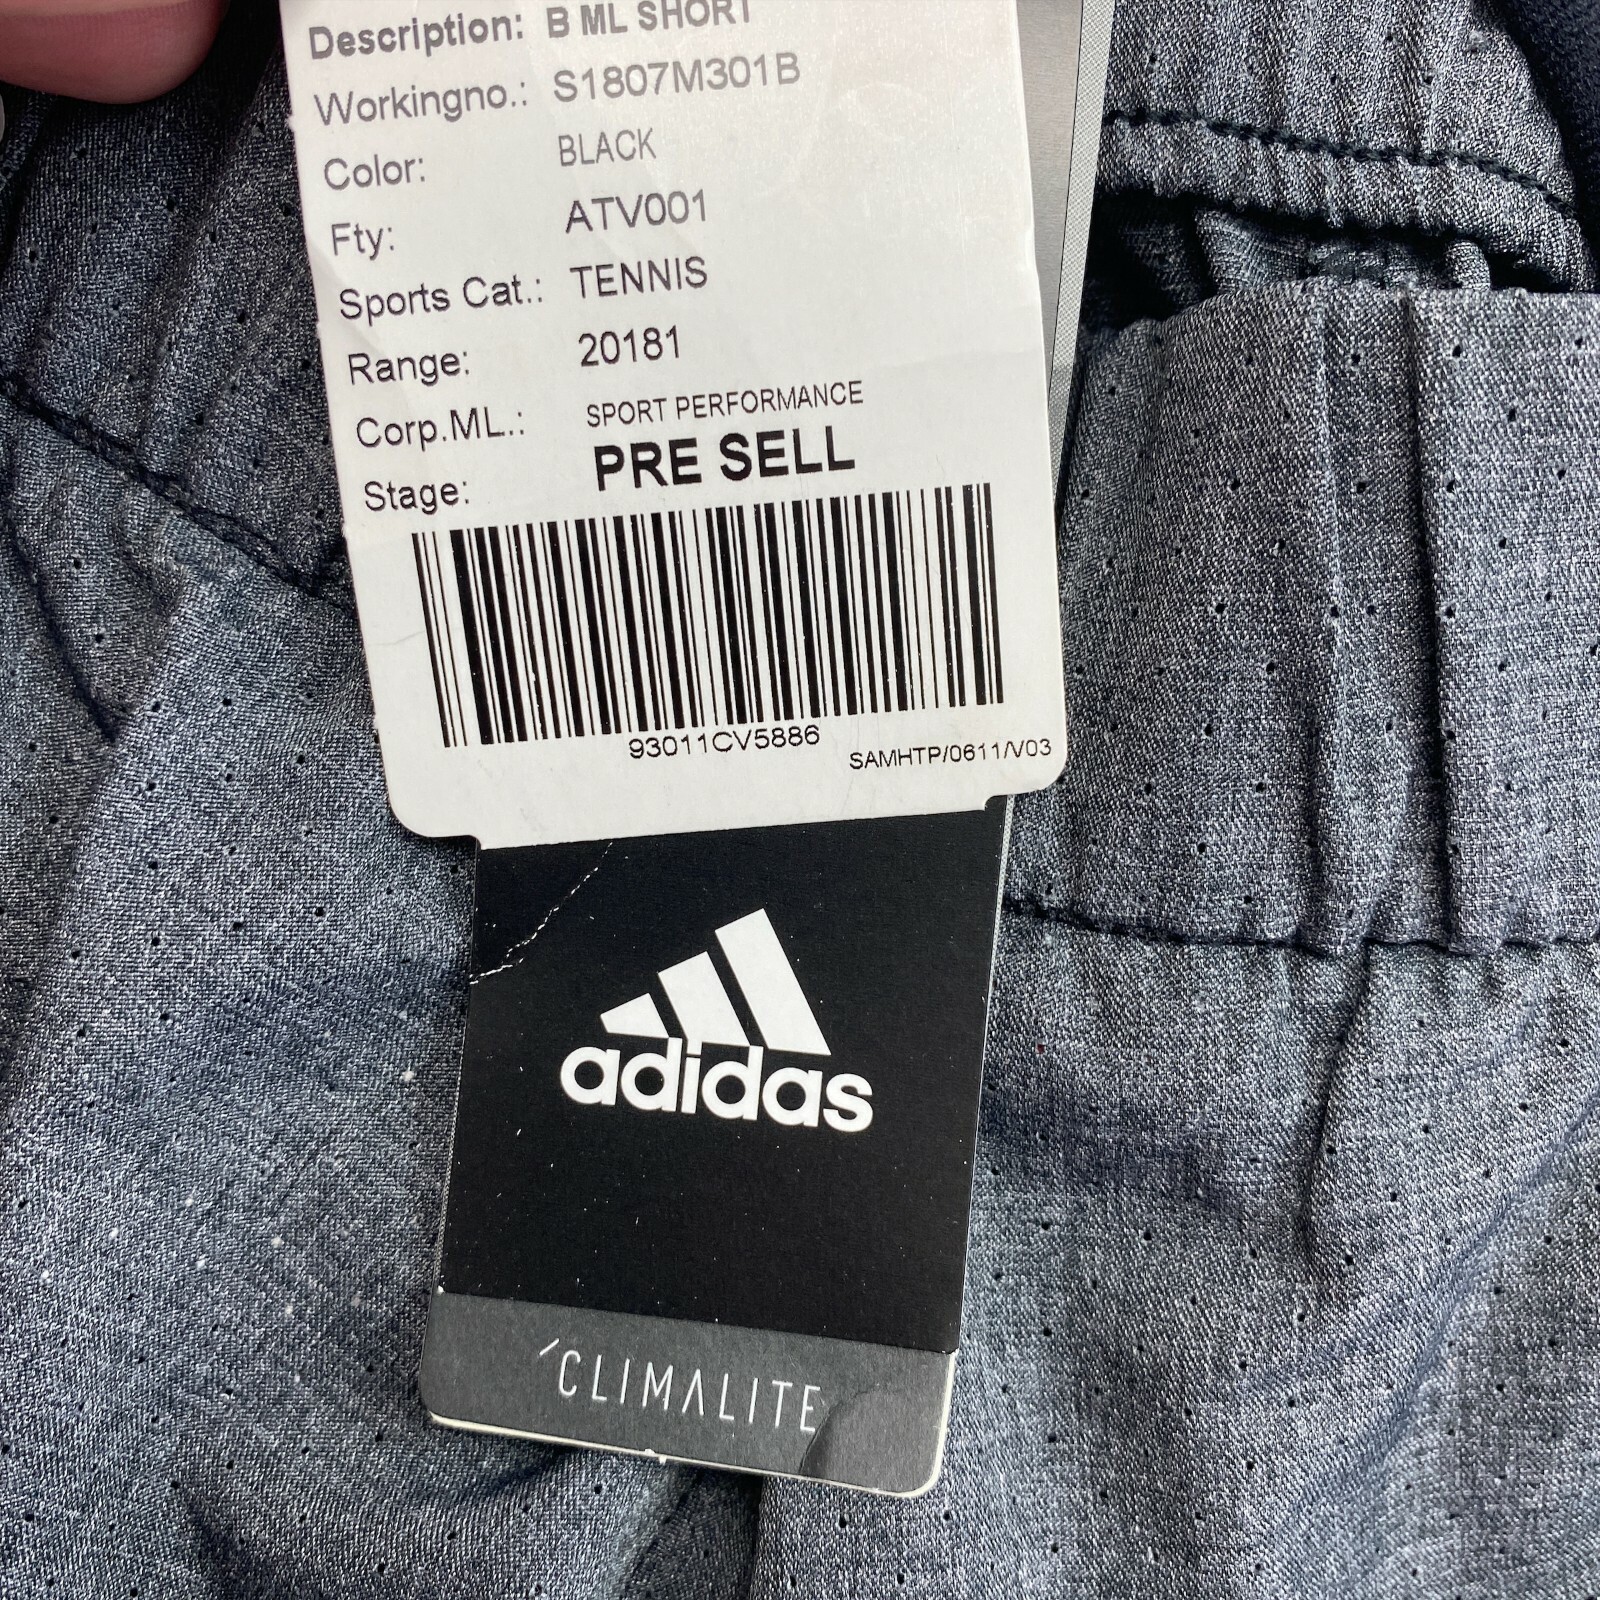 Description: B ML SHORT
Workingno.: S1807M301B
Color: BLACK
Fty: ATV001
Sports Cat.: TENNIS
Range: 20181
Corp.ML.: SPORT PERFORMANCE
Stage: PRE SELL
93011CV5886
SAMHTP/0611/V03
adidas
CLIMALITE